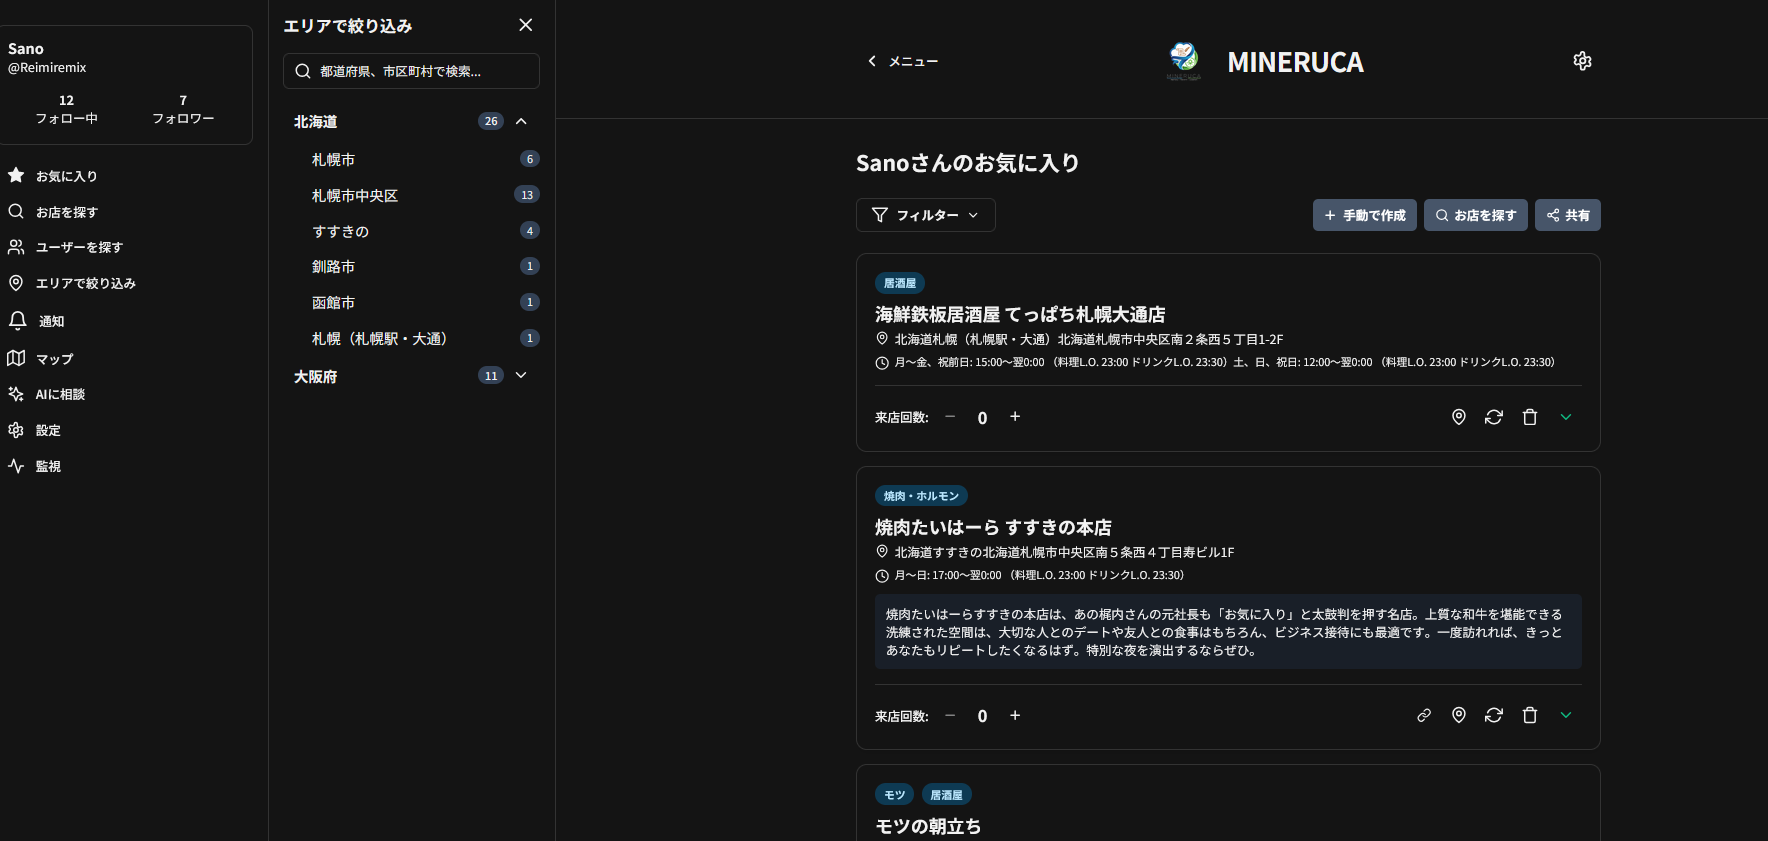 Sano
@Reimiremix
12 7
フォロー中 フォロワー
お気に入り
お店を探す
ユーザーを探す
エリアで絞り込み
通知
マップ
AIに相談
設定
監視
エリアで絞り込み
都道府県、市区町村で検索...
北海道 26
札幌市 6
札幌市中央区 13
すすきの 4
釧路市 1
函館市 1
札幌（札幌駅・大通） 1
大阪府 11
メニュー
MINERUCA
MINERUCA
Sanoさんのお気に入り
フィルター
手動で作成 お店を探す 共有
居酒屋
海鮮鉄板居酒屋 てっぱち札幌大通店
北海道札幌（札幌駅・大通）北海道札幌市中央区南２条西５丁目1-2F
月～金、祝前日: 15:00～翌0:00 （料理L.O. 23:00 ドリンクL.O. 23:30）土、日、祝日: 12:00～翌0:00 （料理L.O. 23:00 ドリンクL.O. 23:30）
来店回数: － 0 +
焼肉・ホルモン
焼肉たいはーら すすきの本店
北海道すすきの北海道札幌市中央区南５条西４丁目寿ビル1F
月～日: 17:00～翌0:00 （料理L.O. 23:00 ドリンクL.O. 23:30）
焼肉たいはーらすすきの本店は、あの梶内さんの元社長も「お気に入り」と太鼓判を押す名店。上質な和牛を堪能できる
洗練された空間は、大切な人とのデートや友人との食事はもちろん、ビジネス接待にも最適です。一度訪れれば、きっと
あなたもリピートしたくなるはず。特別な夜を演出するならぜひ。
来店回数: － 0 +
モツ 居酒屋
モツの朝立ち